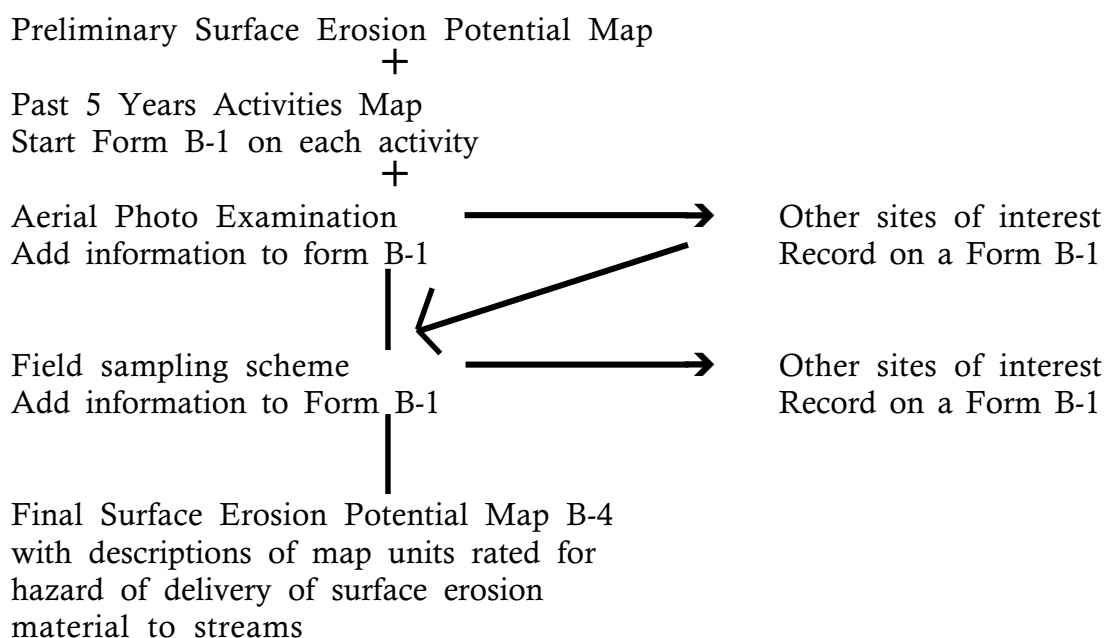 Preliminary Surface Erosion Potential Map
+
Past 5 Years Activities Map
Start Form B-1 on each activity
+
Aerial Photo Examination
Add information to form B-1
Other sites of interest
Record on a Form B-1
Field sampling scheme
Add information to Form B-1
Other sites of interest
Record on a Form B-1
Final Surface Erosion Potential Map B-4
with descriptions of map units rated for
hazard of delivery of surface erosion
material to streams